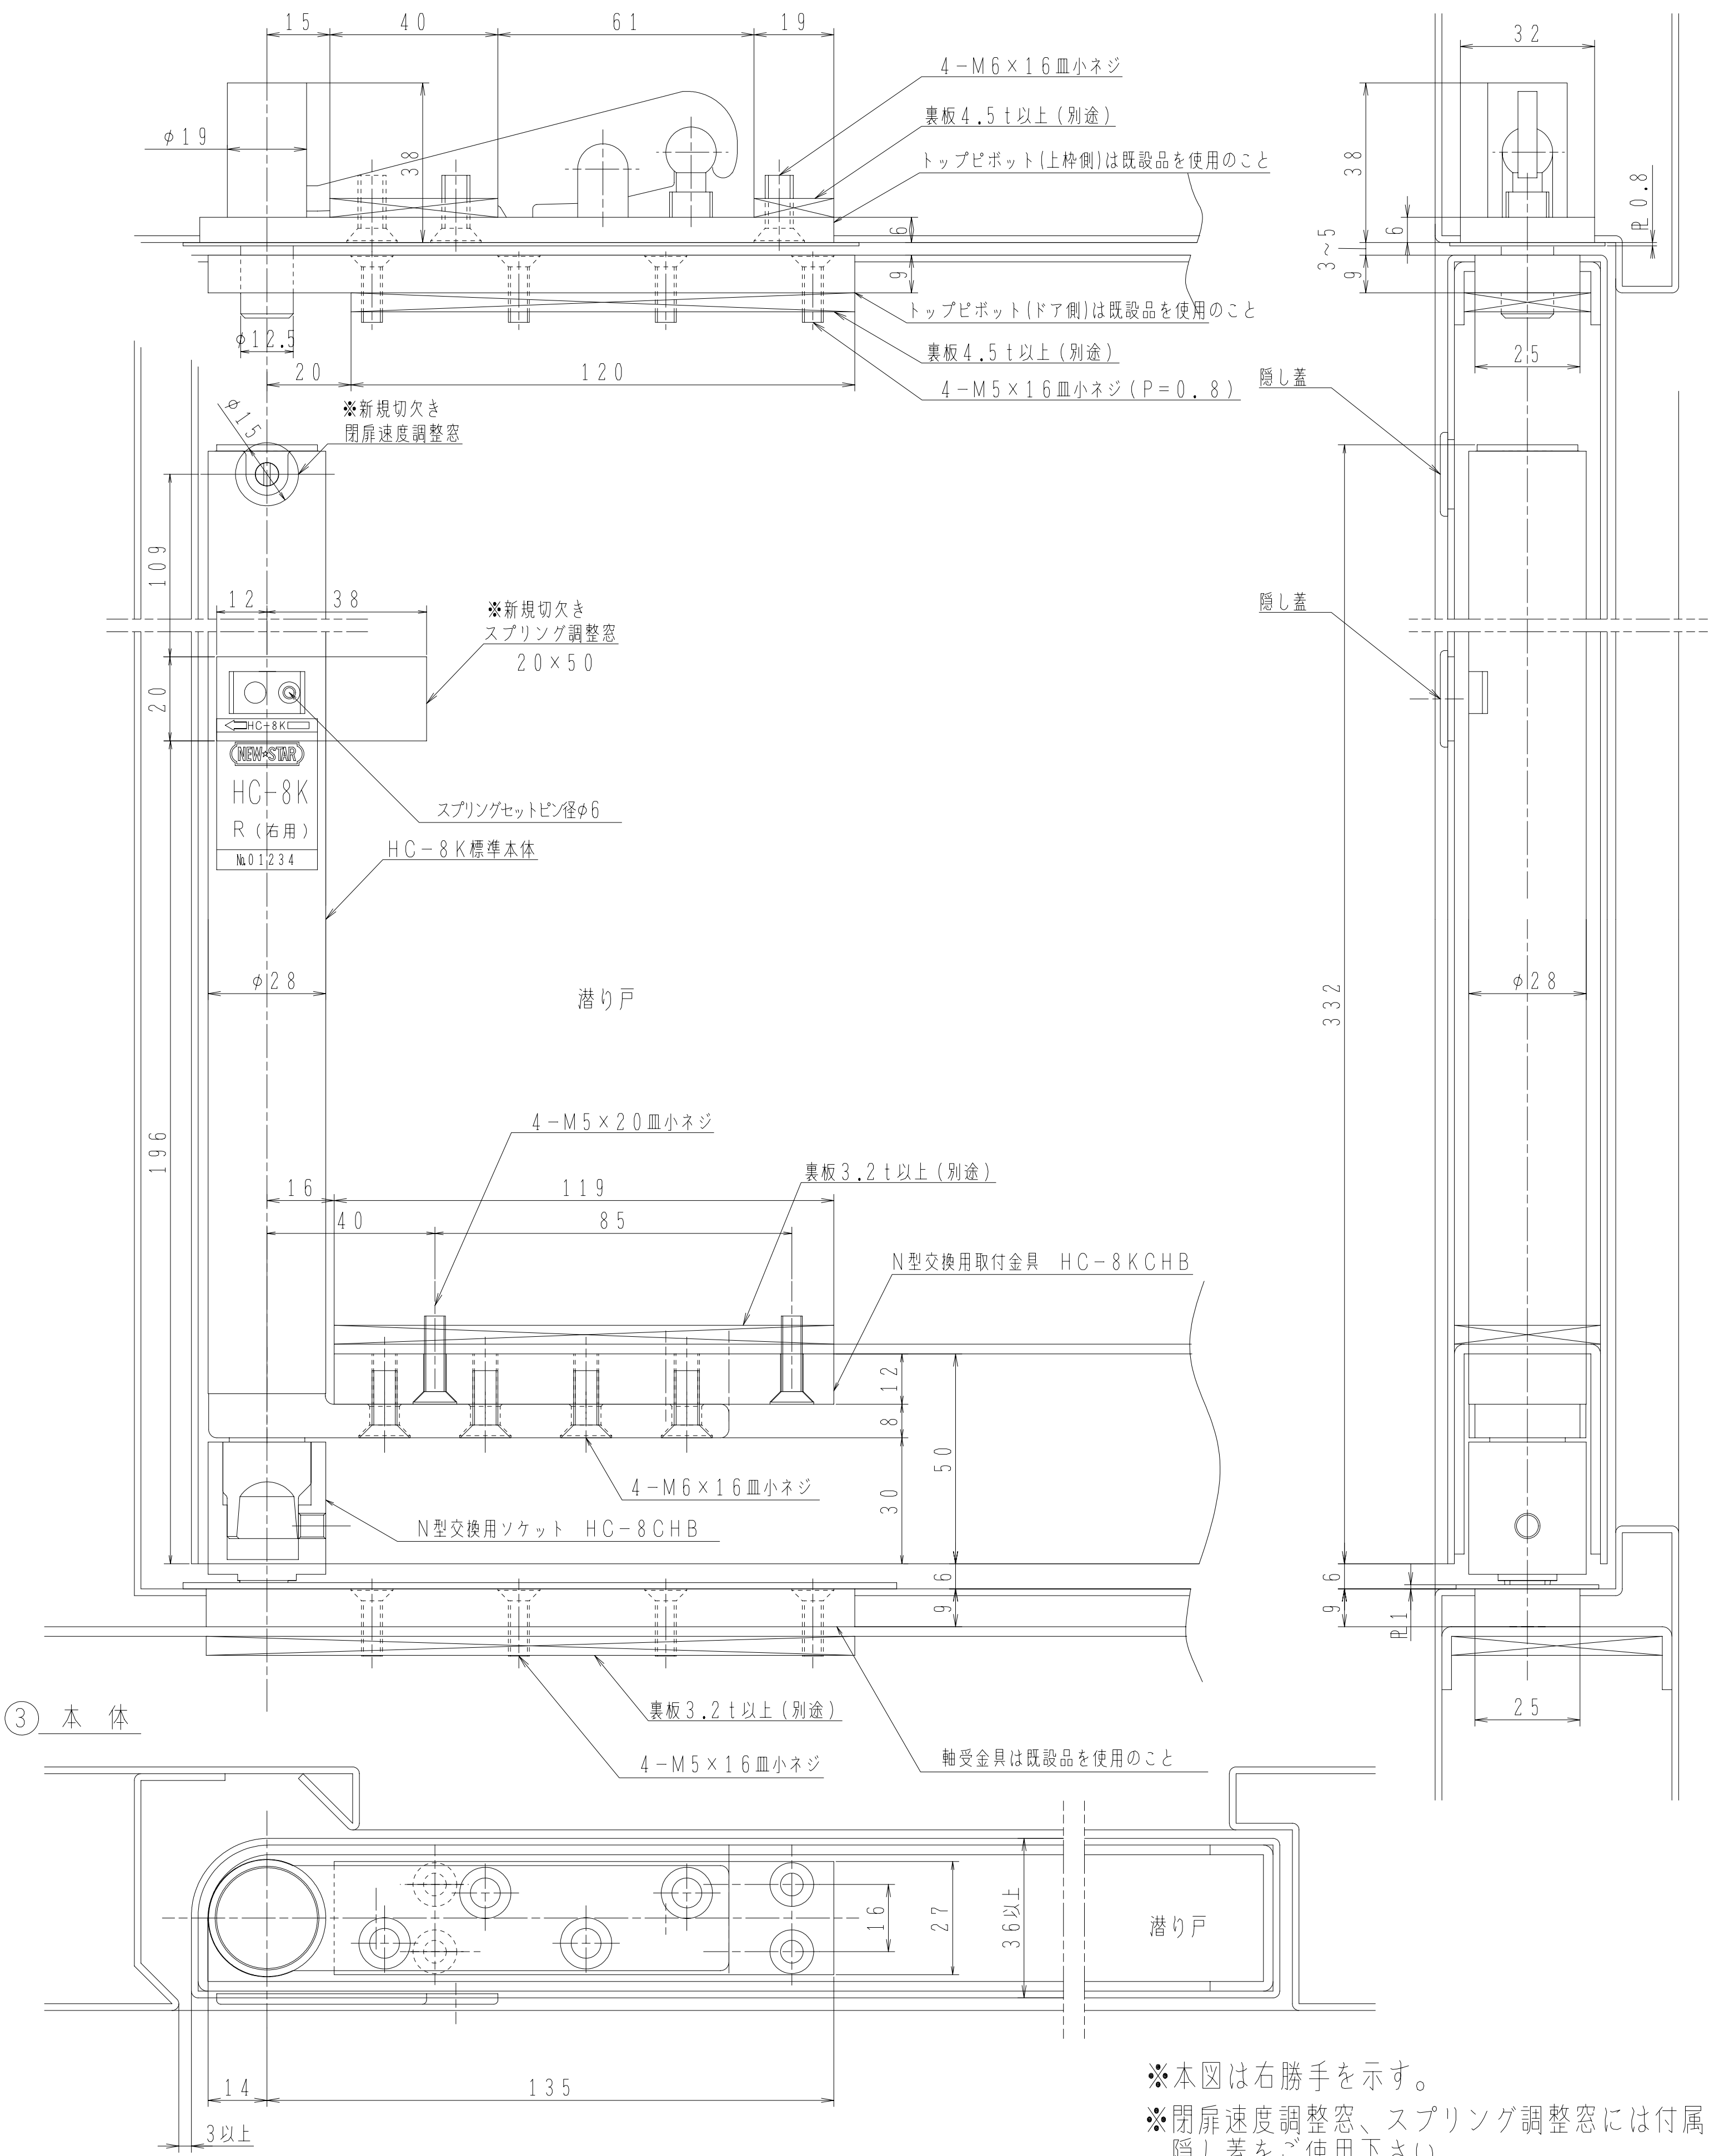 15
40
61
19
32
4-M6×16皿小ネジ
裏板4.5t以上(別途)
φ19
38
トップピボット(上枠側)は既設品を使用のこと
38
PL0.8
6
6
3~5
9
9
トップピボット(ドア側)は既設品を使用のこと
φ12.5
裏板4.5t以上(別途)
25
20
120
4-M5×16皿小ネジ(P=0.8)
隠し蓋
※新規切欠き
閉扉速度調整窓
φ15
109
12
38
※新規切欠き
スプリング調整窓
20×50
隠し蓋
20
HC-8K
NEW☆STAR
HC-8K
R(右用)
№01234
スプリングセットピン径φ6
HC-8K標準本体
φ28
潜り戸
φ28
332
196
4-M5×20皿小ネジ
裏板3.2t以上(別途)
16
119
40
85
N型交換用取付金具 HC-8KCHB
12
8
50
30
4-M6×16皿小ネジ
N型交換用ソケット HC-8CHB
6
9
6
9
PL1
裏板3.2t以上(別途)
25
③ 本体
4-M5×16皿小ネジ
軸受金具は既設品を使用のこと
16
27
36以上
潜り戸
14
135
3以上
※本図は右勝手を示す。
※閉扉速度調整窓、スプリング調整窓には付属
隠し蓋をご使用下さい